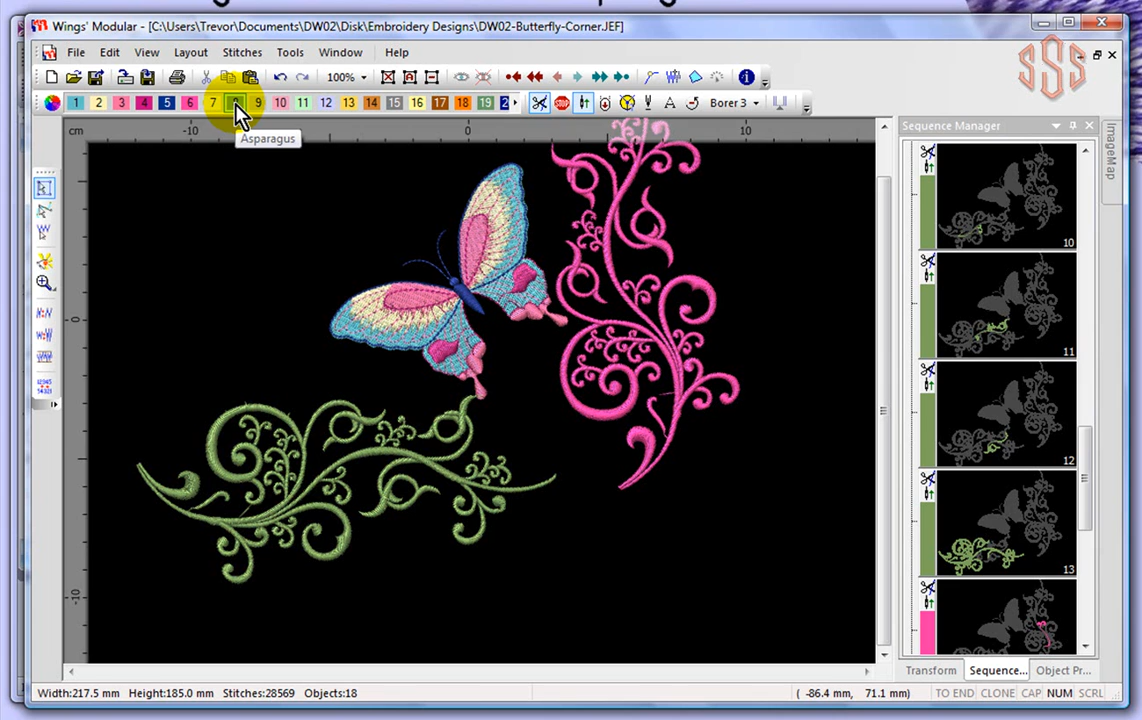 Wings' Modular - [C:\Users\Trevor\Documents\DW02\Disk\Embroidery Designs\DW02-Butterfly-Corner.JEF]
File Edit View Layout Stitches Tools Window Help
100%
1 2 3 4 5 6 7 8 9 10 11 12 13 14 15 16 17 18 19 2 Borer 3
Asparagus
cm -10 0 10
Sequence Manager
ImageMap
10
11
0
12
13
-10
Transform Sequence... Object Pr...
Width:217.5 mm Height:185.0 mm Stitches:28569 Objects:18 ( -86.4 mm, 71.1 mm) TO END CLONE CAP NUM SCRL